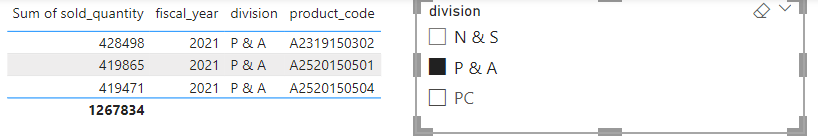 Sum of sold_quantity fiscal_year division product_code
428498 2021 P & A A2319150302
419865 2021 P & A A2520150501
419471 2021 P & A A2520150504
1267834
division
N & S
P & A
PC